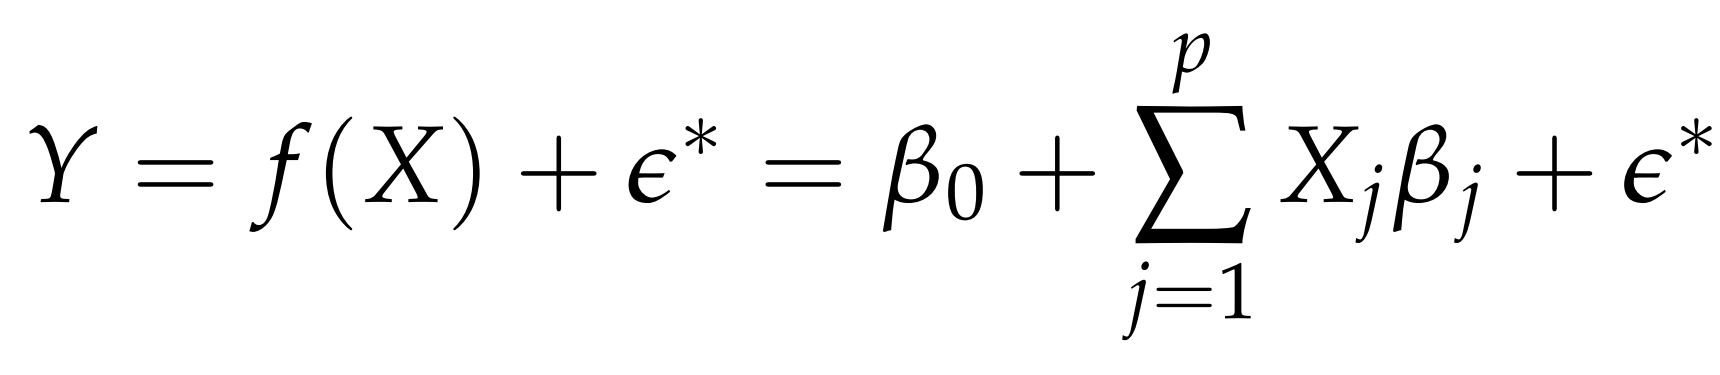 Y = f(X) + ϵ* = β₀ + ∑ⱼ₌₁ᵖ Xⱼβⱼ + ϵ*